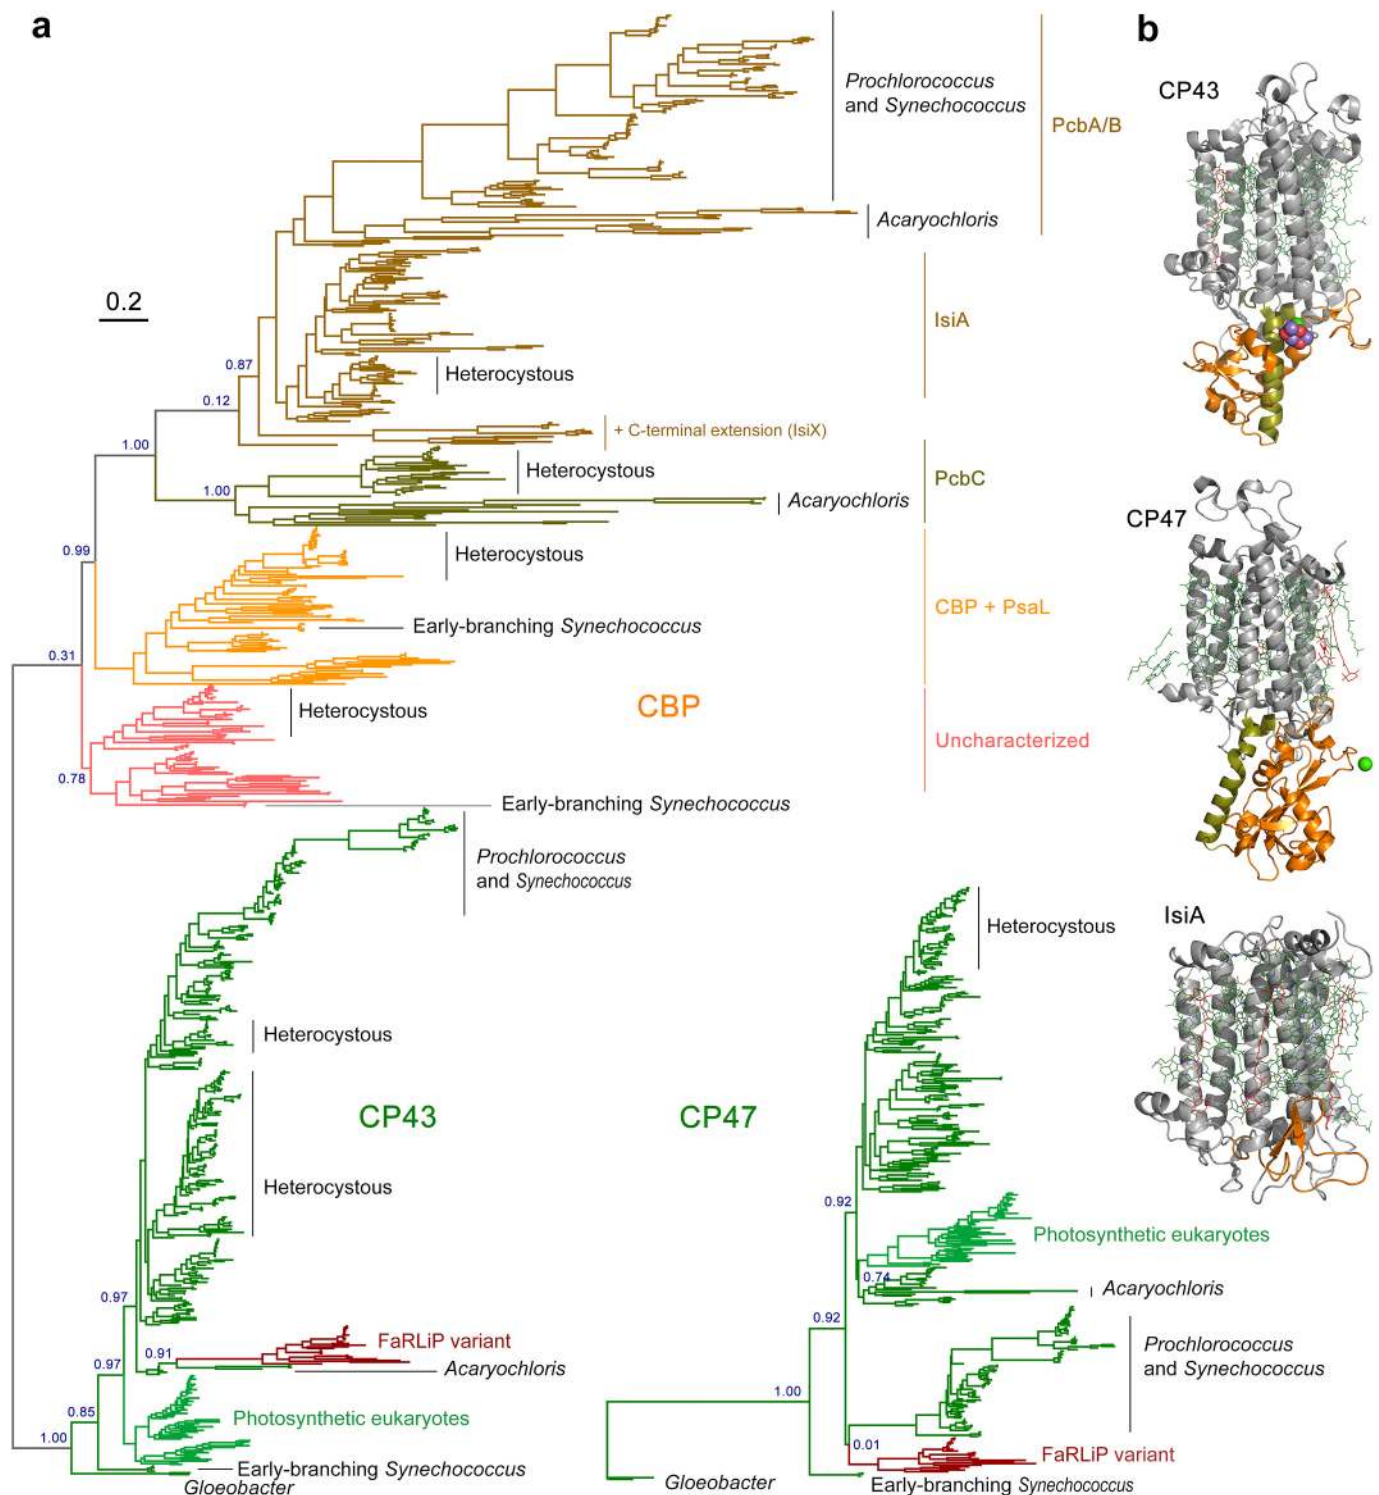 a
b
Prochlorococcus
and Synechococcus
PcbA/B
Acaryochloris
0.2
IsiA
0.87
Heterocystous
0.12
+ C-terminal extension (IsiX)
1.00
Heterocystous
PcbC
1.00
Acaryochloris
0.99
Heterocystous
CBP + PsaL
Early-branching Synechococcus
0.31
Heterocystous
CBP
Uncharacterized
0.78
Early-branching Synechococcus
Prochlorococcus
and Synechococcus
Heterocystous
Heterocystous
CP43
Heterocystous
0.97
0.91
FaRLiP variant
Acaryochloris
0.97
0.85
Photosynthetic eukaryotes
1.00
Early-branching Synechococcus
Gloeobacter
CP47
0.92
Photosynthetic eukaryotes
0.74
Acaryochloris
0.92
Prochlorococcus
and Synechococcus
1.00
0.01
FaRLiP variant
Gloeobacter
Early-branching Synechococcus
CP43
CP47
IsiA